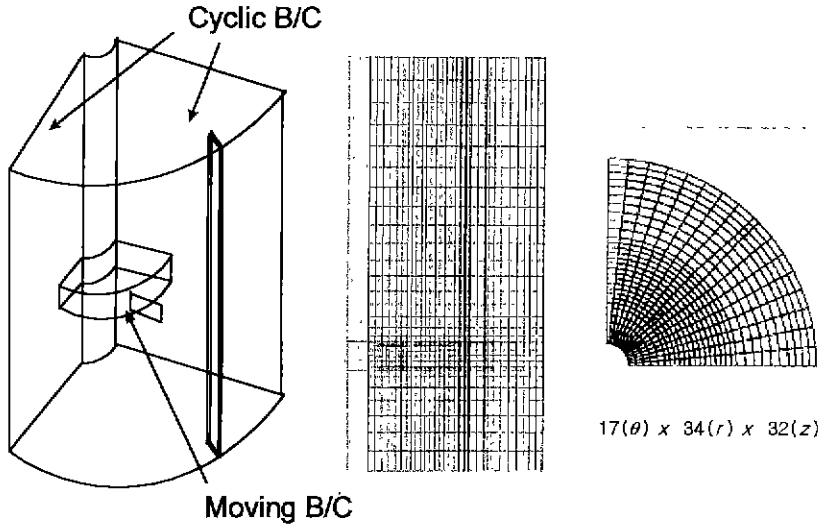 Cyclic B/C
17(θ) x 34(r) x 32(z)
Moving B/C